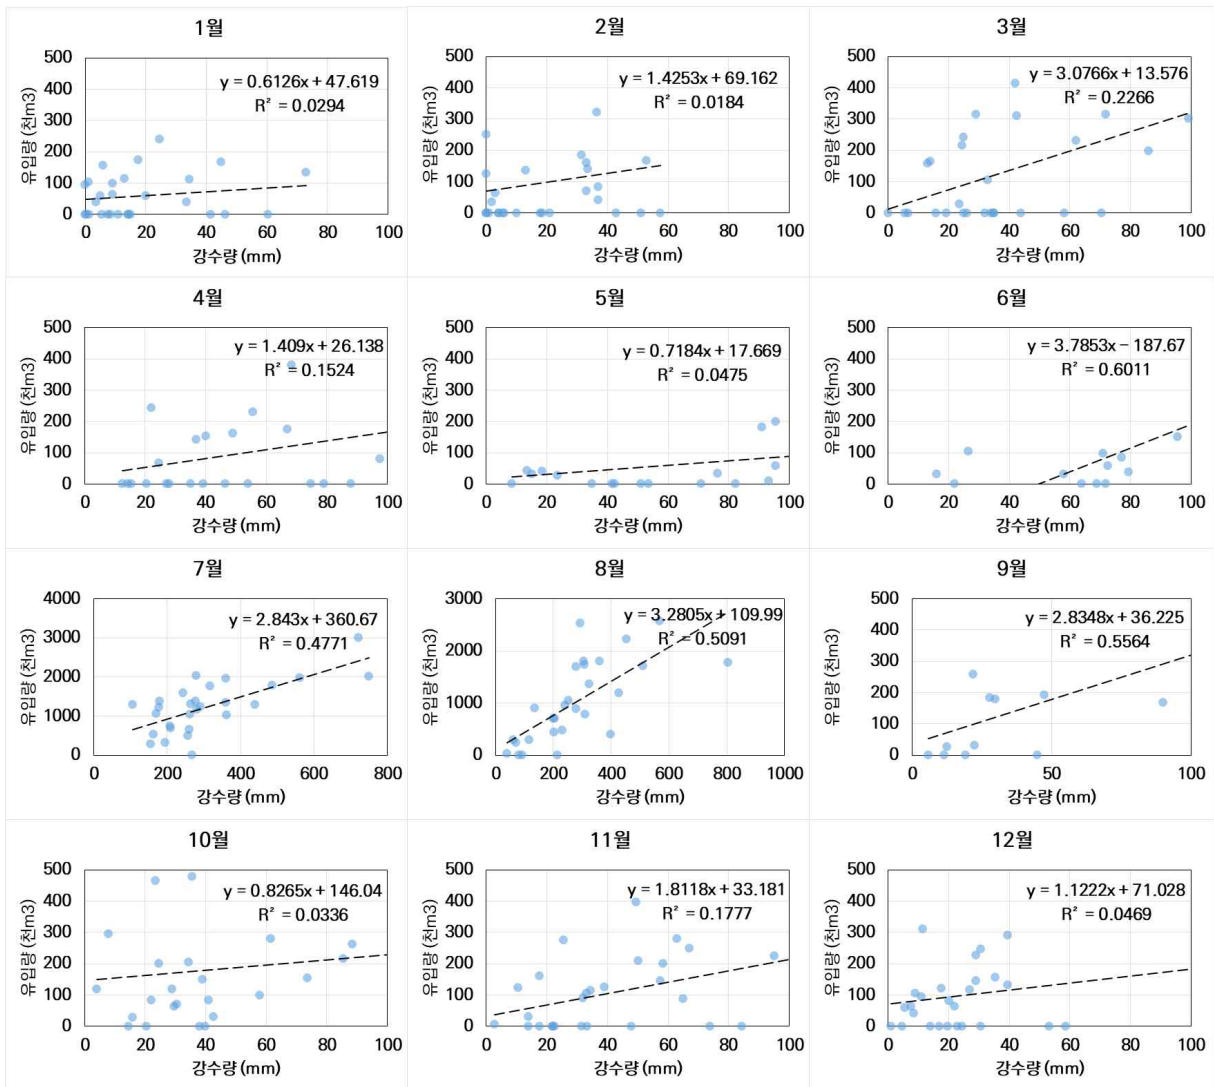 1월
500
400
300
200
100
0
유입량 (천m3)
y = 0.6126x + 47.619
R² = 0.0294
0 20 40 60 80 100
강수량 (mm)
2월
500
400
300
200
100
0
유입량 (천m3)
y = 1.4253x + 69.162
R² = 0.0184
0 20 40 60 80 100
강수량 (mm)
3월
500
400
300
200
100
0
유입량 (천m3)
y = 3.0766x + 13.576
R² = 0.2266
0 20 40 60 80 100
강수량 (mm)
4월
500
400
300
200
100
0
유입량 (천m3)
y = 1.409x + 26.138
R² = 0.1524
0 20 40 60 80 100
강수량 (mm)
5월
500
400
300
200
100
0
유입량 (천m3)
y = 0.7184x + 17.669
R² = 0.0475
0 20 40 60 80 100
강수량 (mm)
6월
500
400
300
200
100
0
유입량 (천m3)
y = 3.7853x − 187.67
R² = 0.6011
0 20 40 60 80 100
강수량 (mm)
7월
4000
3000
2000
1000
0
유입량 (천m3)
y = 2.843x + 360.67
R² = 0.4771
0 200 400 600 800
강수량 (mm)
8월
3000
2000
1000
0
유입량 (천m3)
y = 3.2805x + 109.99
R² = 0.5091
0 200 400 600 800 1000
강수량 (mm)
9월
500
400
300
200
100
0
유입량 (천m3)
y = 2.8348x + 36.225
R² = 0.5564
0 50 100
강수량 (mm)
10월
500
400
300
200
100
0
유입량 (천m3)
y = 0.8265x + 146.04
R² = 0.0336
0 20 40 60 80 100
강수량 (mm)
11월
500
400
300
200
100
0
유입량 (천m3)
y = 1.8118x + 33.181
R² = 0.1777
0 20 40 60 80 100
강수량 (mm)
12월
500
400
300
200
100
0
유입량 (천m3)
y = 1.1222x + 71.028
R² = 0.0469
0 20 40 60 80 100
강수량 (mm)